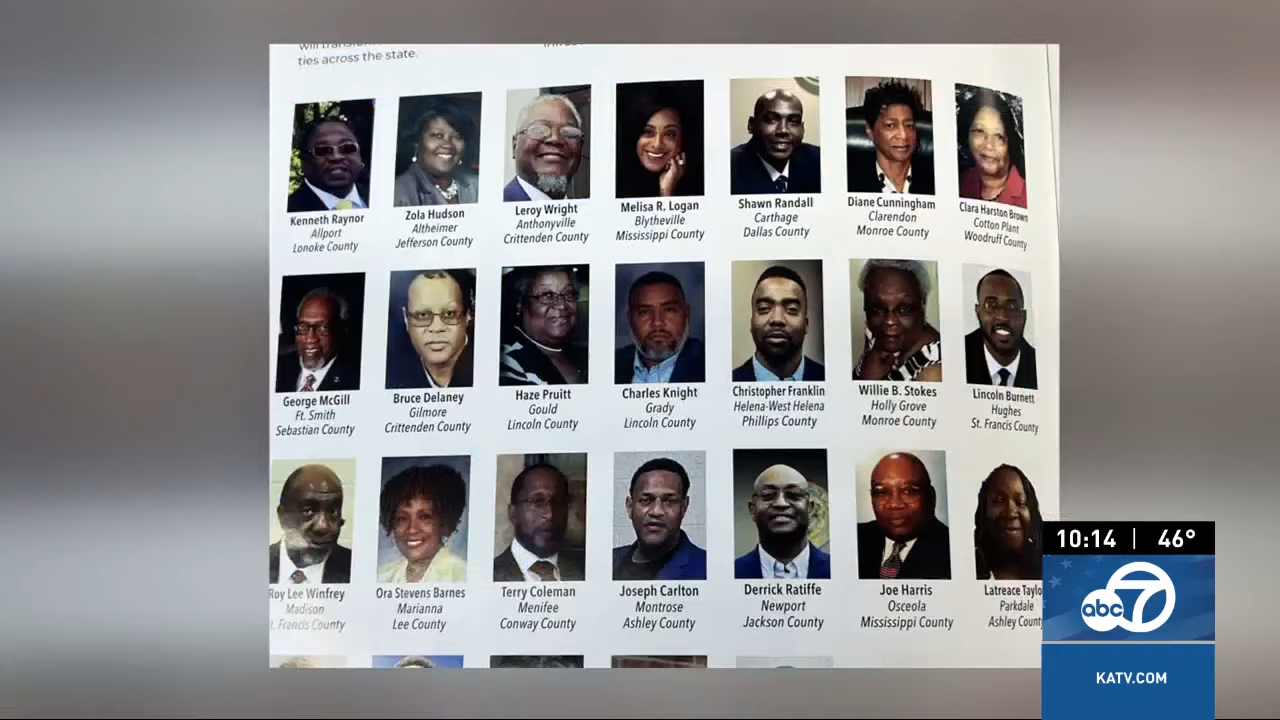 ties across the state.
Kenneth Raynor
Allport
Lonoke County
Zola Hudson
Altheimer
Jefferson County
Leroy Wright
Anthonyville
Crittenden County
Melisa R. Logan
Blytheville
Mississippi County
Shawn Randall
Carthage
Dallas County
Diane Cunningham
Clarendon
Monroe County
Clara Harston Brown
Cotton Plant
Woodruff County
George McGill
Ft. Smith
Sebastian County
Bruce Delaney
Gilmore
Crittenden County
Haze Pruitt
Gould
Lincoln County
Charles Knight
Grady
Lincoln County
Christopher Franklin
Helena-West Helena
Phillips County
Willie B. Stokes
Holly Grove
Monroe County
Lincoln Burnett
Hughes
St. Francis County
Roy Lee Winfrey
Madison
t. Francis County
Ora Stevens Barnes
Marianna
Lee County
Terry Coleman
Menifee
Conway County
Joseph Carlton
Montrose
Ashley County
Derrick Ratiffe
Newport
Jackson County
Joe Harris
Osceola
Mississippi County
Latreace Taylo
Parkdale
Ashley County
10:14 | 46°
abc 7
KATV.COM